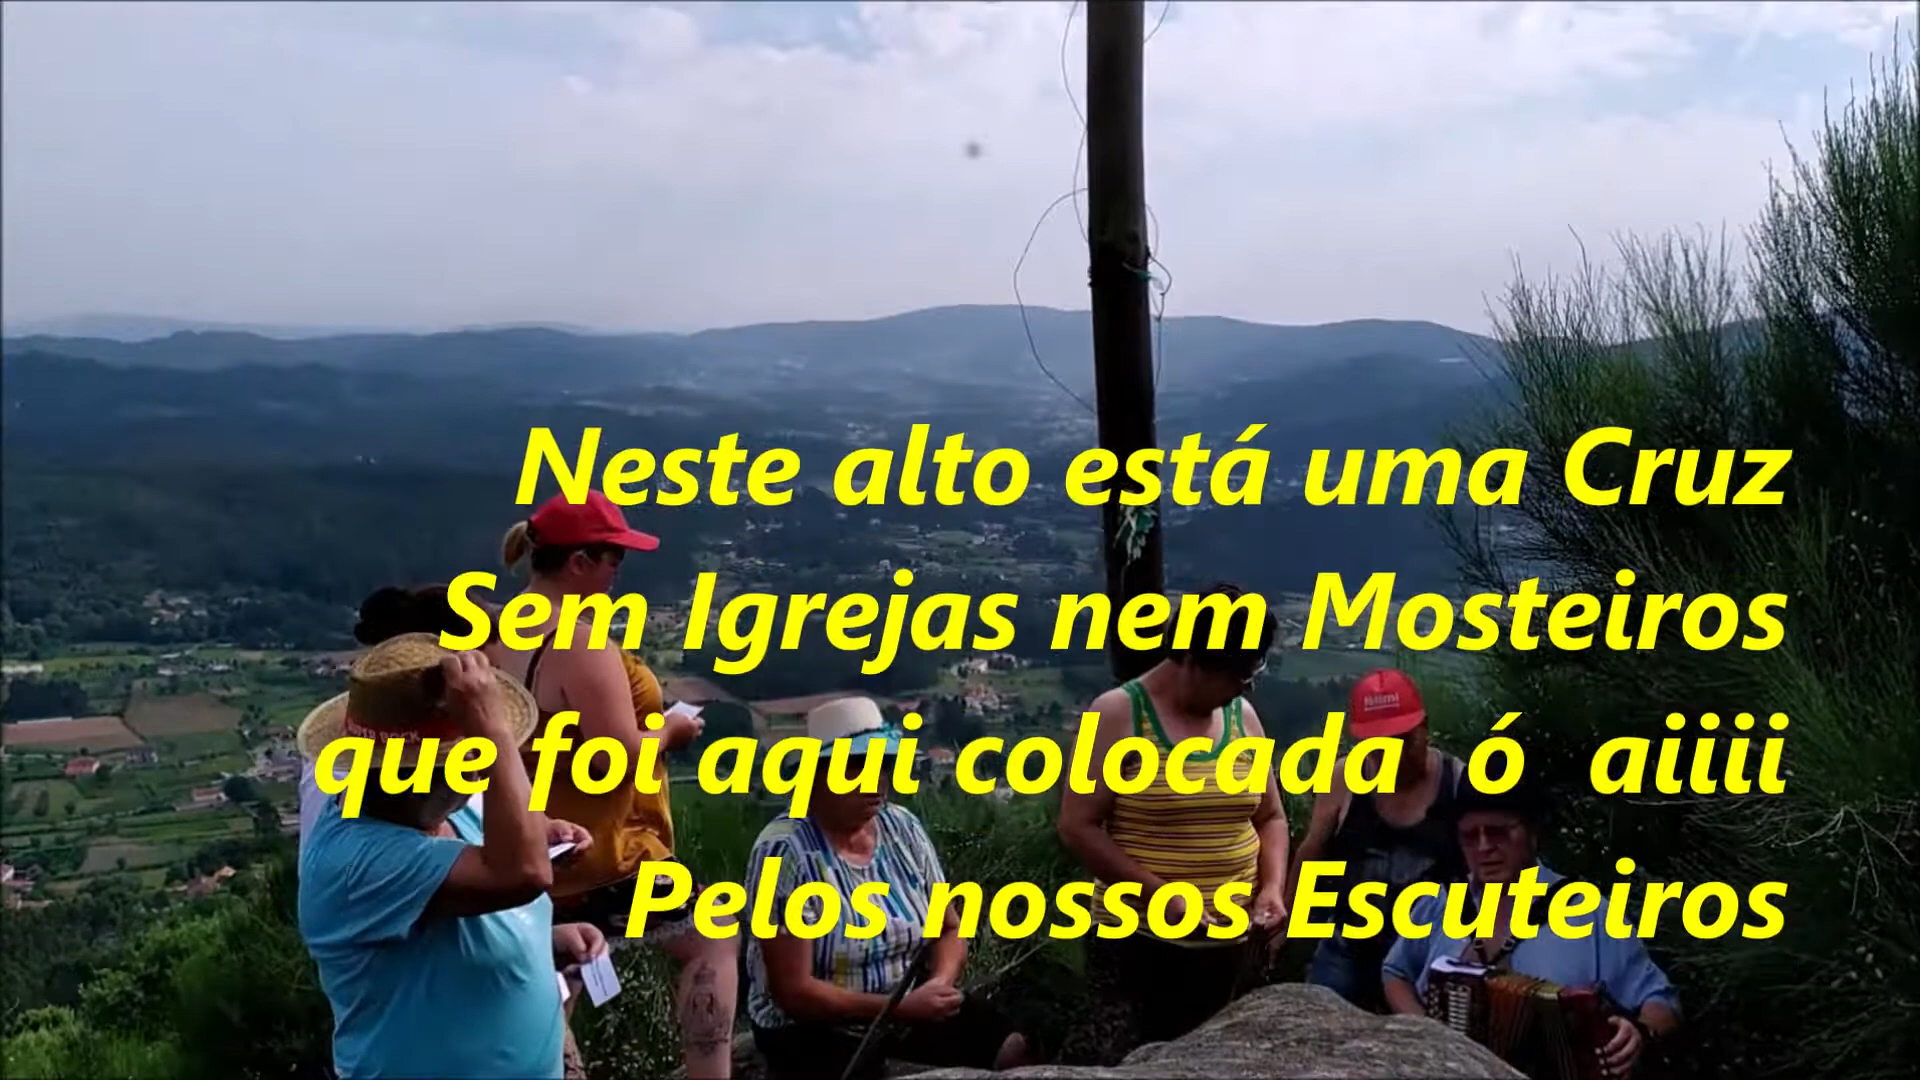 Neste alto está uma Cruz
Sem Igrejas nem Mosteiros
que foi aqui colocada ó aiiii
Pelos nossos Escuteiros